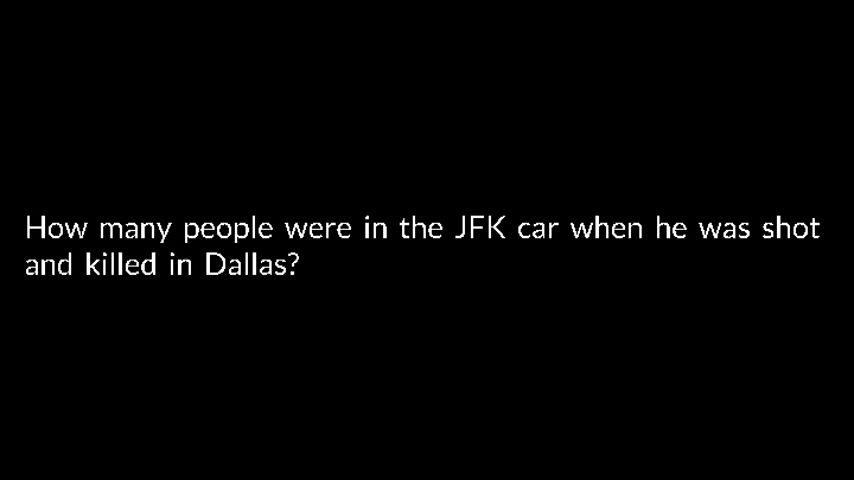 How many people were in the JFK car when he was shot
and killed in Dallas?